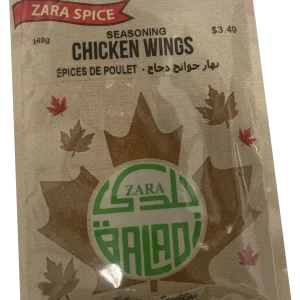 ZARA SPICE
SEASONING
$3.49
CHICKEN WINGS
ÉPICES DE POULET - بهار جوانح دجاج
ZARA
بلدي
BALADI